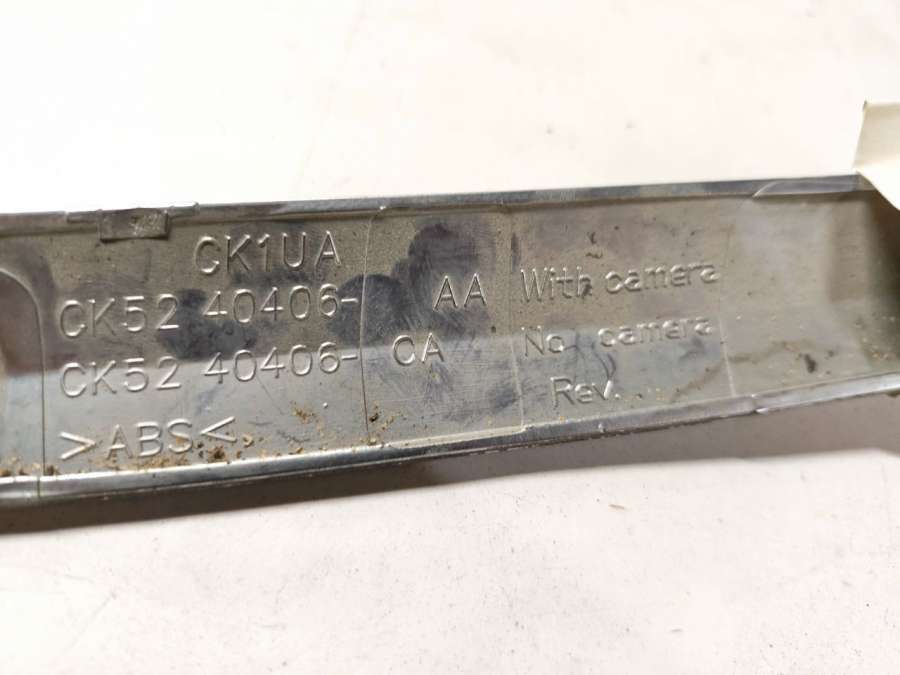 CK1UA
CK52 40406- AA With camera
CK52 40406- CA No camera
Rev.
>ABS<